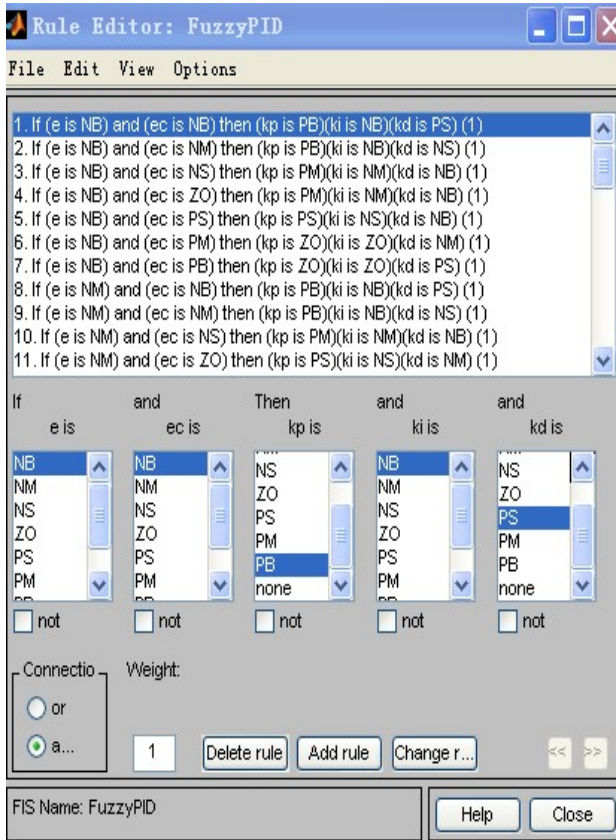 Rule Editor: FuzzyPID
File Edit View Options
1. If (e is NB) and (ec is NB) then (kp is PB)(ki is NB)(kd is PS) (1)
2. If (e is NB) and (ec is NM) then (kp is PB)(ki is NB)(kd is NS) (1)
3. If (e is NB) and (ec is NS) then (kp is PM)(ki is NM)(kd is NB) (1)
4. If (e is NB) and (ec is ZO) then (kp is PM)(ki is NM)(kd is NB) (1)
5. If (e is NB) and (ec is PS) then (kp is PS)(ki is NS)(kd is NB) (1)
6. If (e is NB) and (ec is PM) then (kp is ZO)(ki is ZO)(kd is NM) (1)
7. If (e is NB) and (ec is PB) then (kp is ZO)(ki is ZO)(kd is PS) (1)
8. If (e is NM) and (ec is NB) then (kp is PB)(ki is NB)(kd is PS) (1)
9. If (e is NM) and (ec is NM) then (kp is PB)(ki is NB)(kd is NS) (1)
10. If (e is NM) and (ec is NS) then (kp is PM)(ki is NM)(kd is NB) (1)
11. If (e is NM) and (ec is ZO) then (kp is PS)(ki is NS)(kd is NM) (1)
If and Then and and
e is ec is kp is ki is kd is
NB NB NS NB NS
NM NM ZO NM ZO
NS NS PS NS PS
ZO ZO PM ZO PM
PS PS PB PS PB
PM PM none PM none
not not not not not
Connectio Weight:
or
a... 1 Delete rule Add rule Change r... << >>
FIS Name: FuzzyPID Help Close